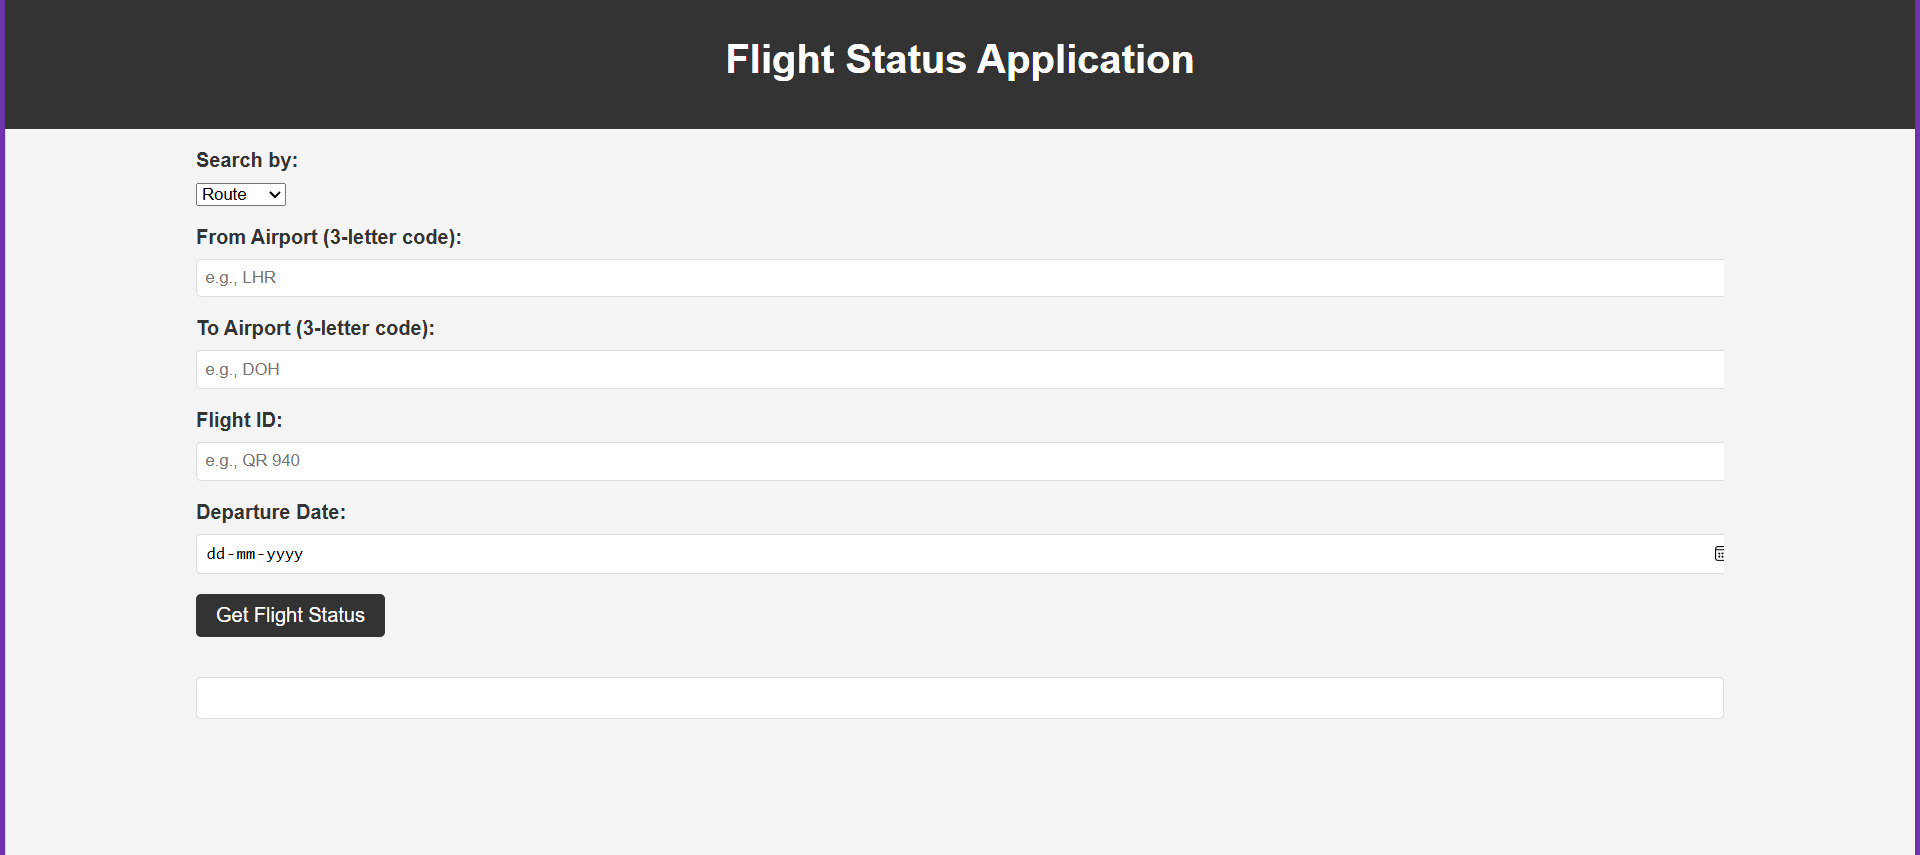 Flight Status Application
Search by:
Route
From Airport (3-letter code):
e.g., LHR
To Airport (3-letter code):
e.g., DOH
Flight ID:
e.g., QR 940
Departure Date:
dd-mm-yyyy
Get Flight Status